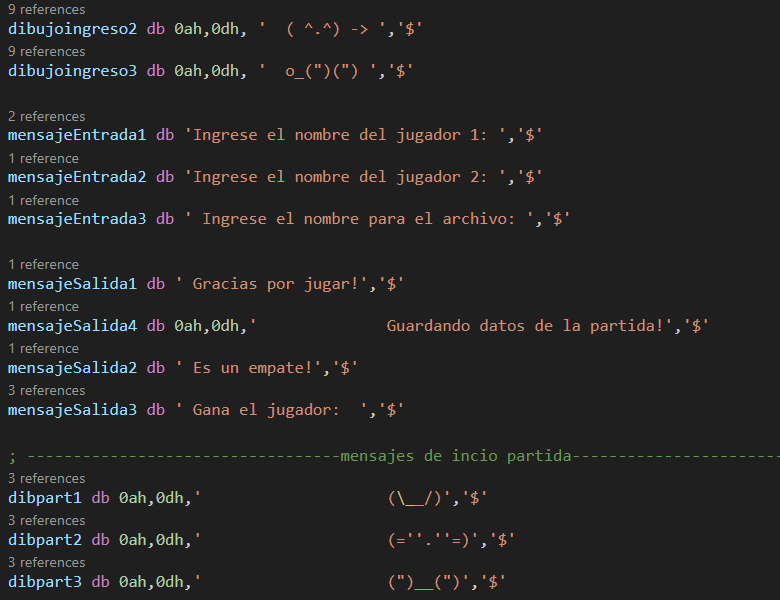 9 references
dibujoingreso2 db 0ah,0dh, '  ( ^.^) -> ','$'
9 references
dibujoingreso3 db 0ah,0dh, '  o_(")(") ','$'
2 references
mensajeEntrada1 db 'Ingrese el nombre del jugador 1: ','$'
1 reference
mensajeEntrada2 db 'Ingrese el nombre del jugador 2: ','$'
1 reference
mensajeEntrada3 db ' Ingrese el nombre para el archivo: ','$'
1 reference
mensajeSalida1 db ' Gracias por jugar!','$'
1 reference
mensajeSalida4 db 0ah,0dh,'              Guardando datos de la partida!','$'
1 reference
mensajeSalida2 db ' Es un empate!','$'
3 references
mensajeSalida3 db ' Gana el jugador:  ','$'
; ----------------------------------mensajes de incio partida-----------------------
3 references
dibpart1 db 0ah,0dh,'                    (\__/)','$'
3 references
dibpart2 db 0ah,0dh,'                    (=''.''=)','$'
3 references
dibpart3 db 0ah,0dh,'                    (")__(")','$'